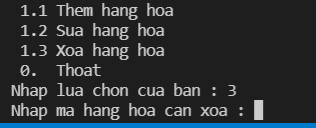 1.1 Them hang hoa
1.2 Sua hang hoa
1.3 Xoa hang hoa
0. Thoat
Nhap lua chon cua ban : 3
Nhap ma hang hoa can xoa :